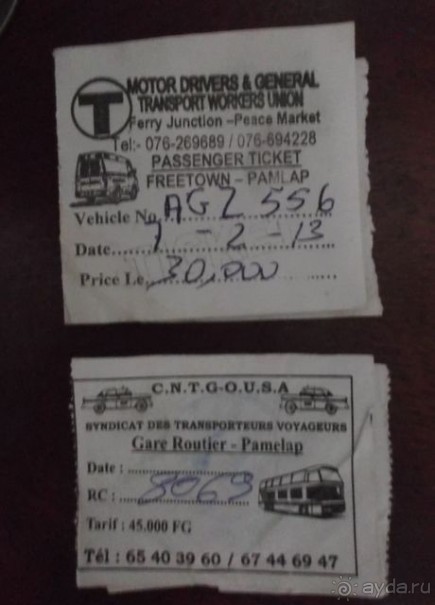 T
MOTOR DRIVERS & GENERAL
TRANSPORT WORKERS UNION
Ferry Junction -Peace Market
Tel:- 076-269689 / 076-694228
PASSENGER TICKET
FREETOWN - PAMLAP
Vehicle No. AGZ 556
Date 7 - 2 - 13
Price Le. 30,000
C.N.T.G-O.U.S.A
SYNDICAT DES TRANSPORTEURS VOYAGEURS
Gare Routier - Pamelap
Date :
RC : 8069
Tarif : 45.000 FG
Tél : 65 40 39 60 / 67 44 69 47
ayda.ru